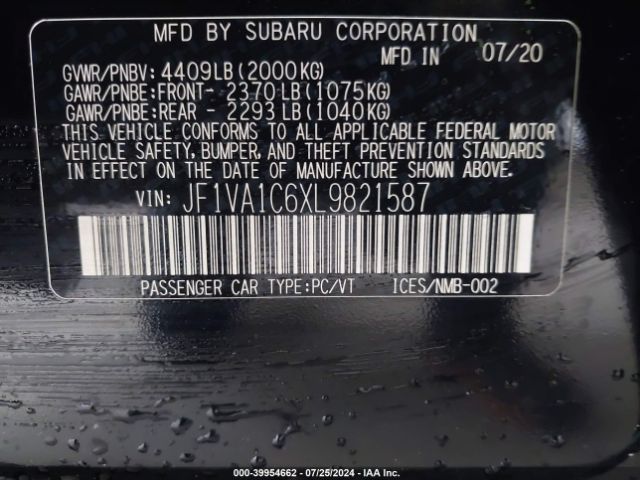 MFD BY SUBARU CORPORATION
MFD IN 07/20
GVWR/PNBV: 4409LB(2000KG)
GAWR/PNBE:FRONT- 2370LB(1075KG)
GAWR/PNBE:REAR - 2293LB(1040KG)
THIS VEHICLE CONFORMS TO ALL APPLICABLE FEDERAL MOTOR
VEHICLE SAFETY, BUMPER, AND THEFT PREVENTION STANDARDS
IN EFFECT ON THE DATE OF MANUFACTURE SHOWN ABOVE.
VIN: JF1VA1C6XL9821587
PASSENGER CAR TYPE:PC/VT ICES/NMB-002
000-39954662 - 07/25/2024 - IAA Inc.